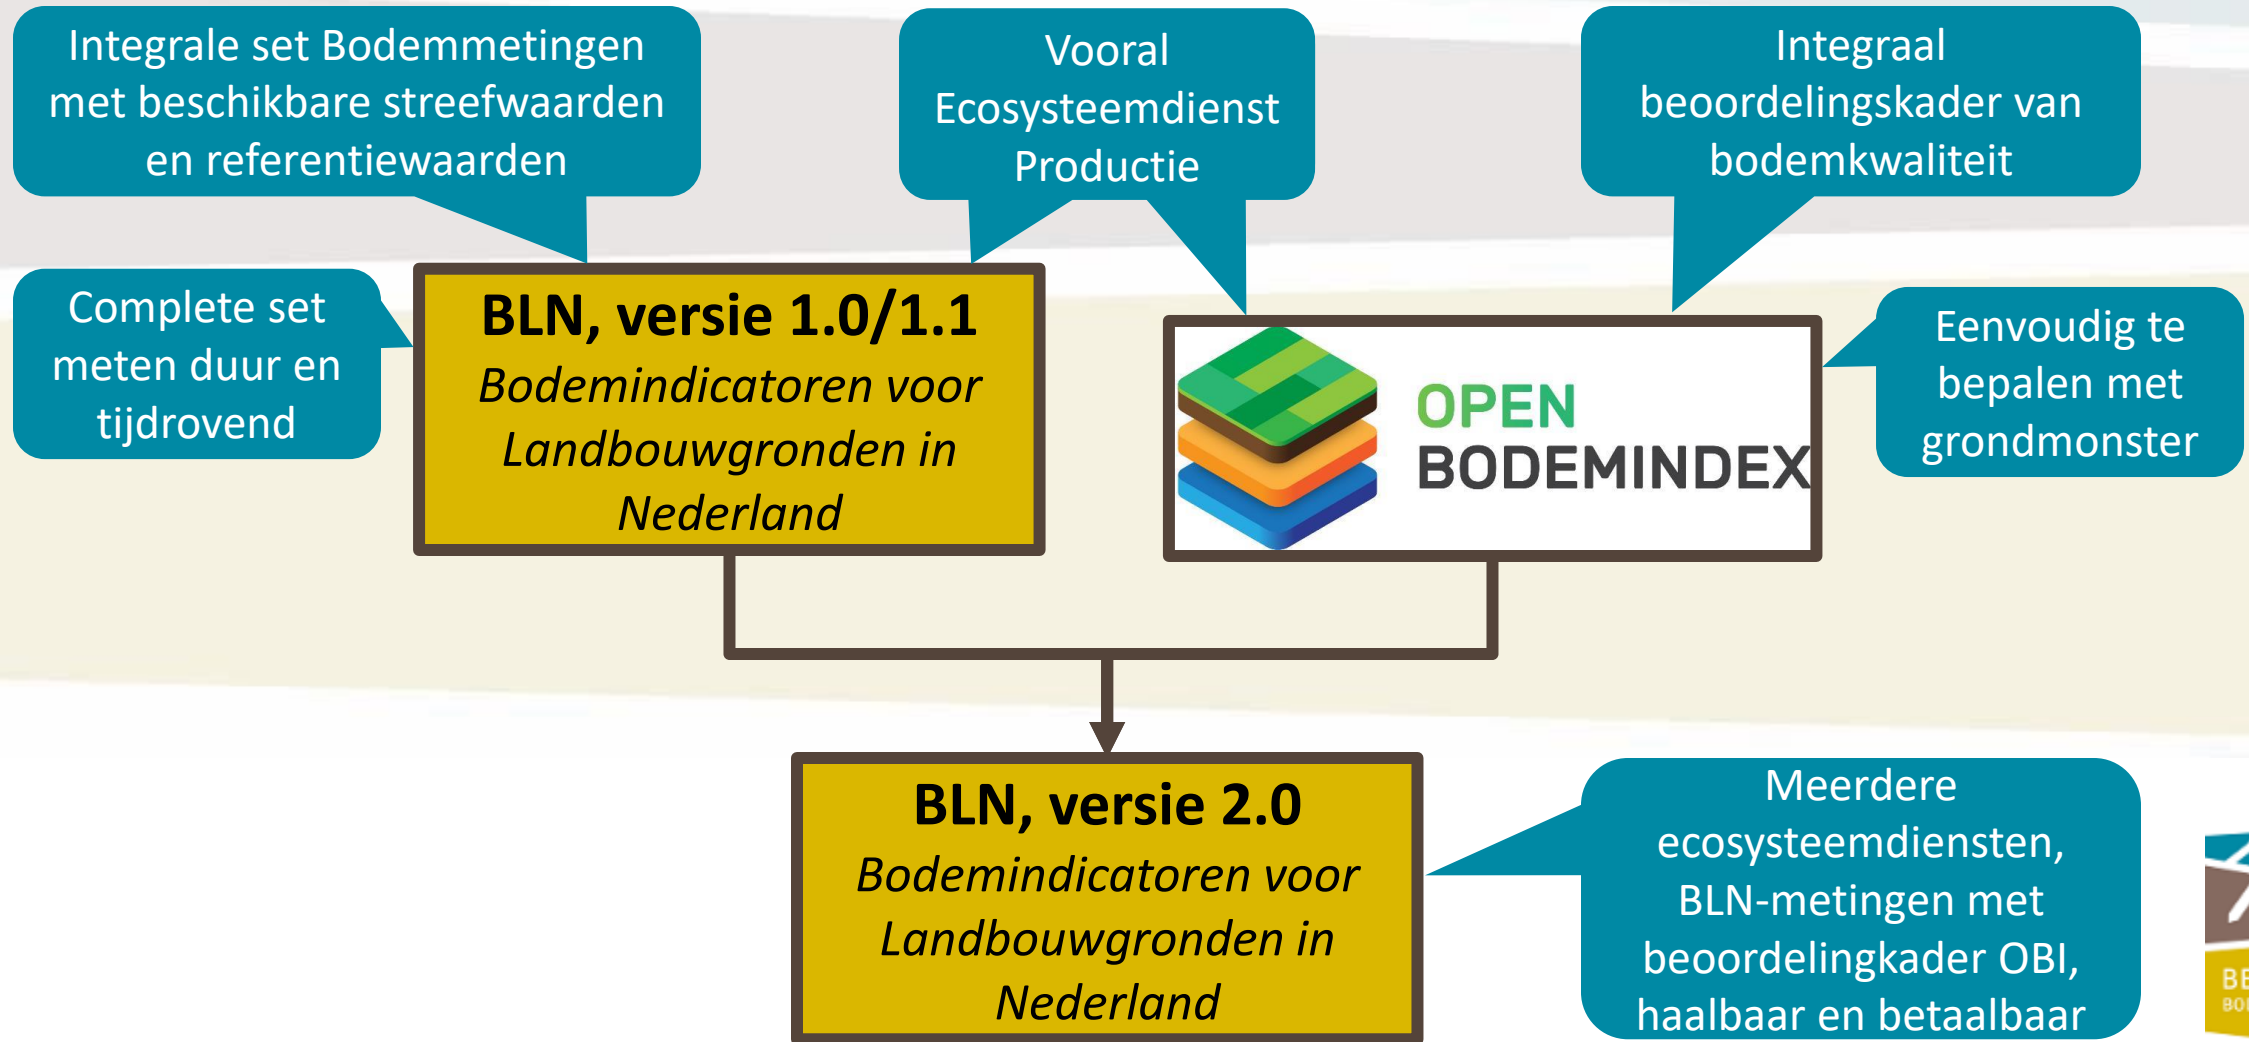 Integrale set Bodemmetingen
met beschikbare streefwaarden
en referentiewaarden
Vooral
Ecosysteemdienst
Productie
Integraal
beoordelingskader van
bodemkwaliteit
Complete set
meten duur en
tijdrovend
BLN, versie 1.0/1.1
Bodemindicatoren voor
Landbouwgronden in
Nederland
OPEN
BODEMINDEX
Eenvoudig te
bepalen met
grondmonster
BLN, versie 2.0
Bodemindicatoren voor
Landbouwgronden in
Nederland
Meerdere
ecosysteemdiensten,
BLN-metingen met
beoordelingkader OBI,
haalbaar en betaalbaar